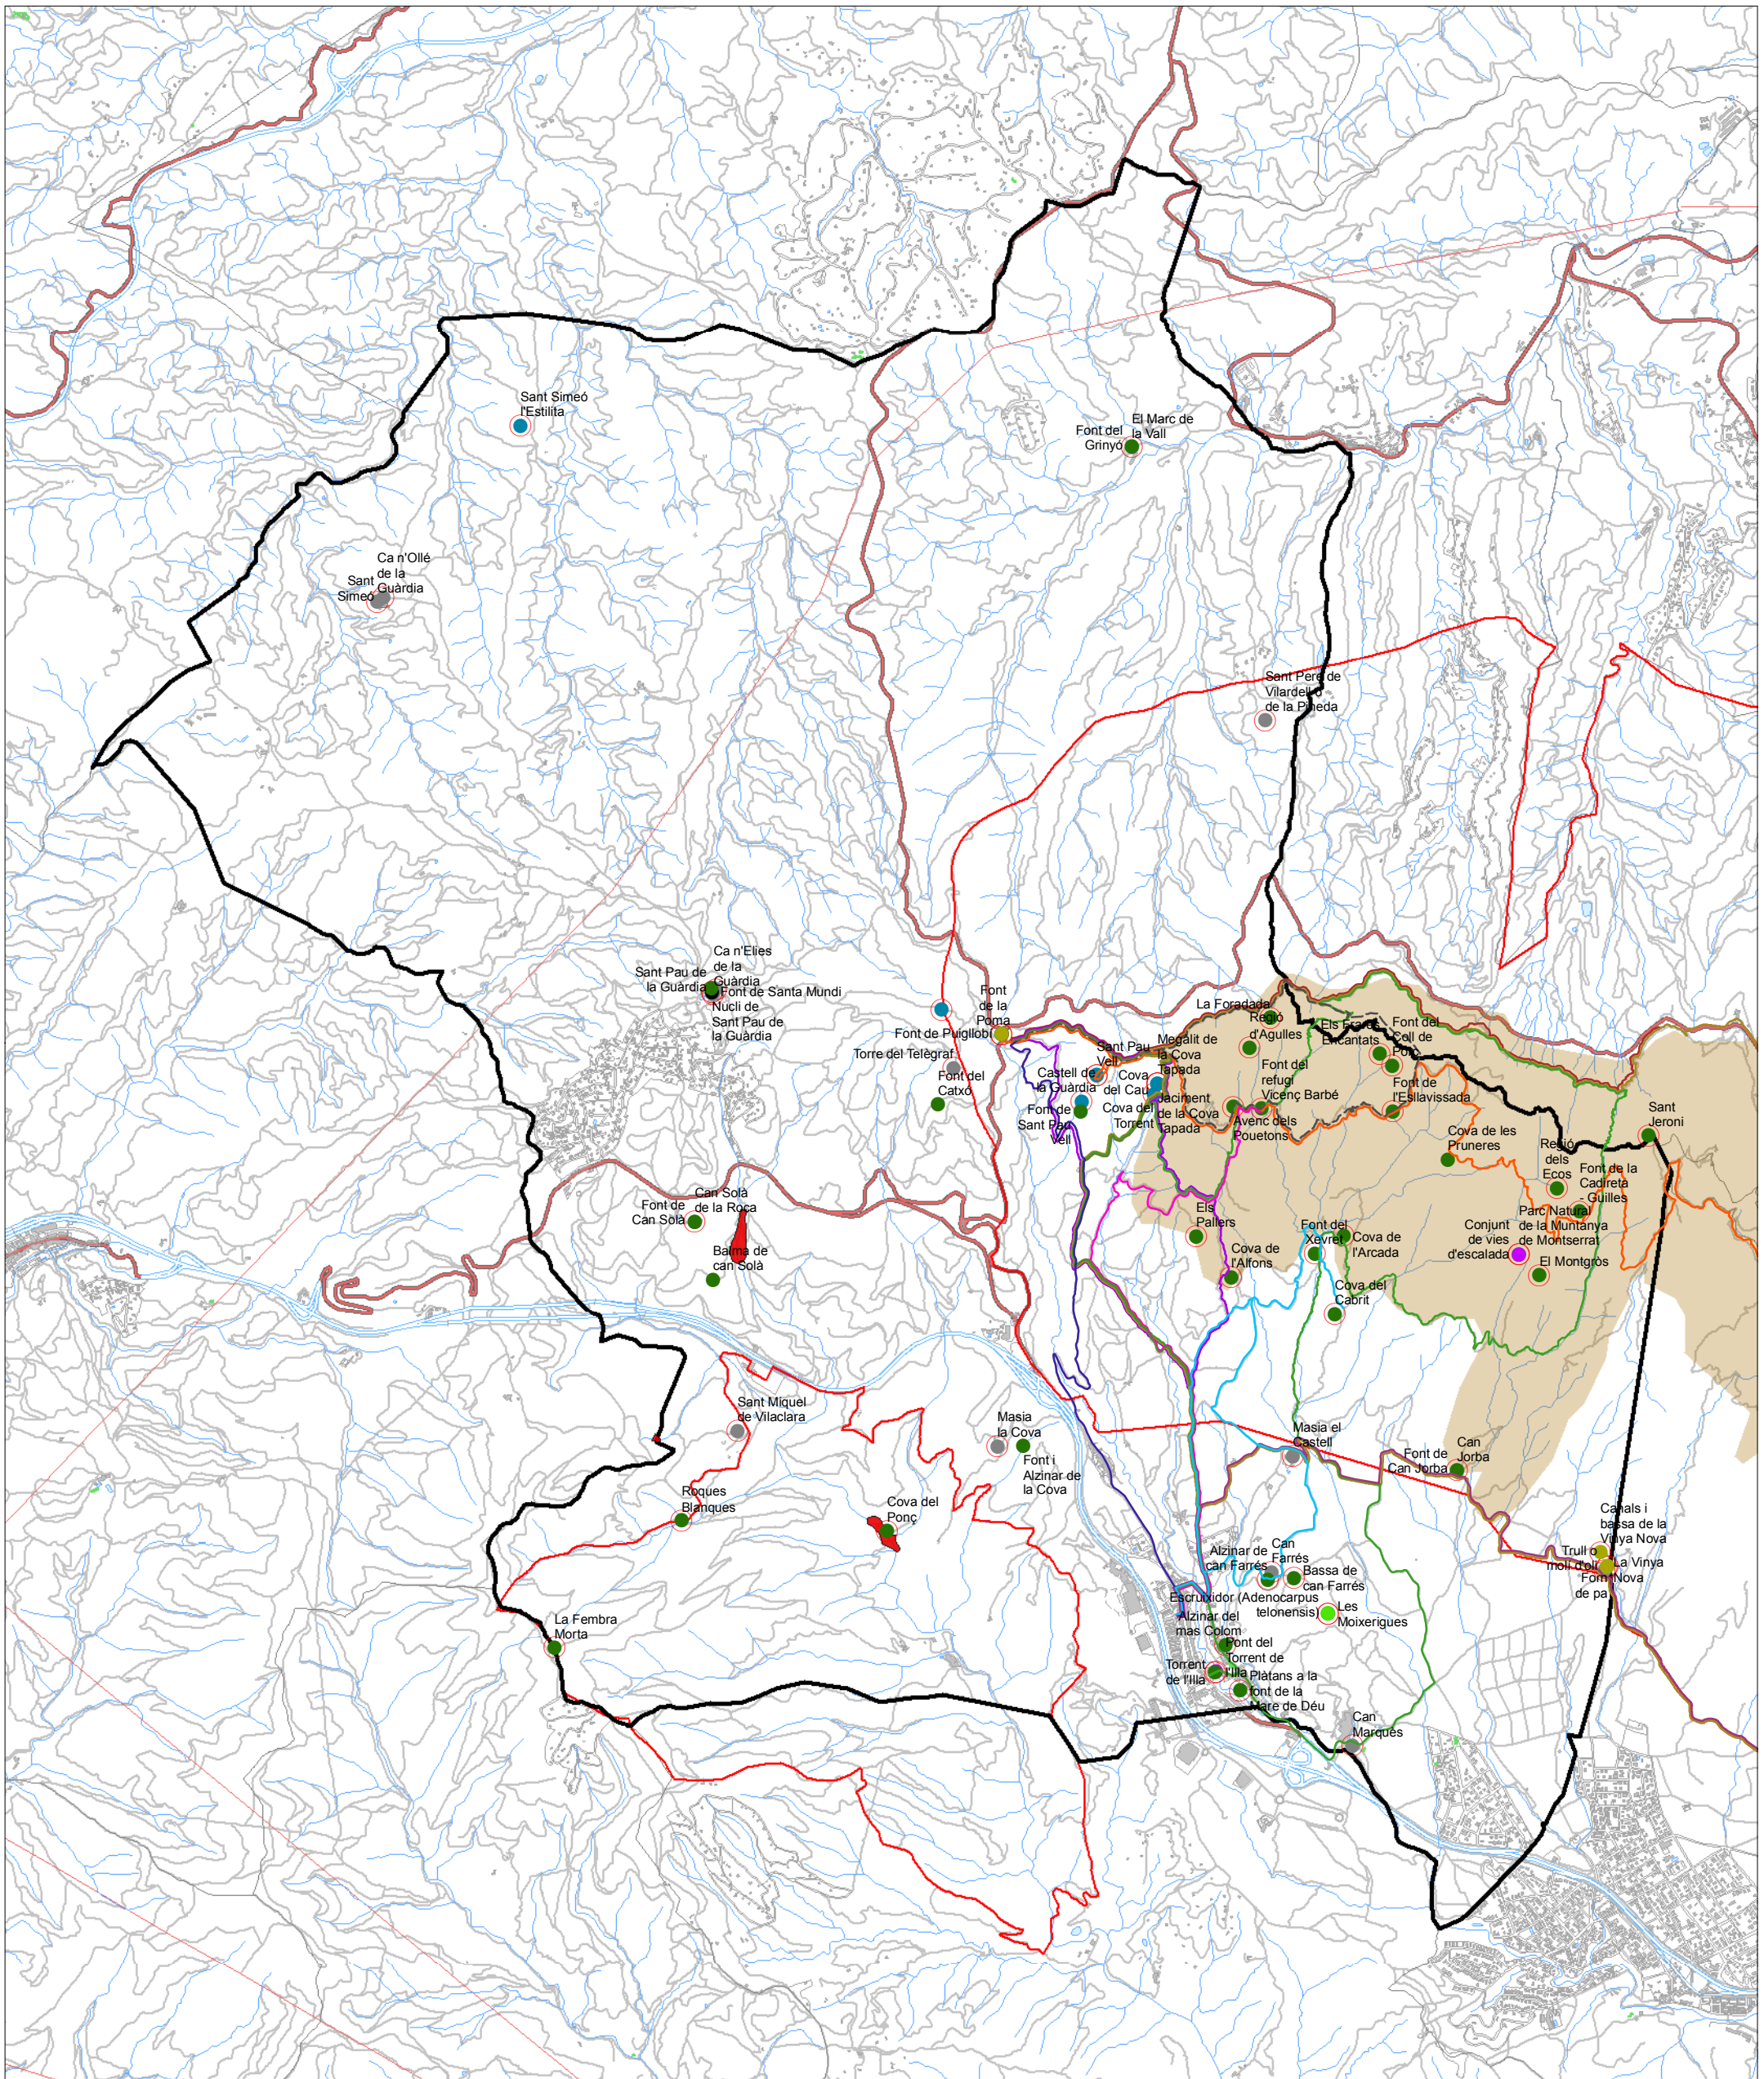 Sant Simeó
l'Estilita
El Marc de
la Vall
Font del
Grinyó
Ca n'Ollé
de la
Guàrdia
Sant
Simeó
Sant Pere de
Vilardell o
de la Pineda
Ca n'Elies
de la
Guàrdia
Sant Pau de
la Guàrdia
Font de Santa Mundi
Nucli de
Sant Pau de
la Guàrdia
Font
de la
Poma
Font de Puigllobí
Torre del Telègraf
Font del
Catxó
La Foradada
Regió
d'Agulles
Els Frares
Encantats
Font del
Coll de
Port
Sant Pau
Vell
Megàlit de
la Cova
Tapada
Castell de
la Guàrdia
Cova
del Cau
Font del
refugi
Vicenç Barbé
Font de
l'Esllavissada
Font de
Sant Pau
Vell
Cova del
Torrent
Jaciment
de la Cova
Tapada
Avenc dels
Pouetons
Sant
Jeroni
Cova de les
Pruneres
Regió
dels
Ecos
Font de la
Cadireta
- Guilles
Can Solà
de la Roca
Font de
Can Solà
Balma de
can Solà
Els
Pallers
Font del
Xevret
Cova de
l'Arcada
Conjunt
de vies
d'escalada
Parc Natural
de la Muntanya
de Montserrat
El Montgrós
Cova de
l'Alfons
Cova del
Cabrit
Sant Miquel
de Vilaclara
Masia
la Cova
Font i
Alzinar de
la Cova
Masia el
Castell
Font de
Can Jorba
Can
Jorba
Roques
Blanques
Cova del
Ponç
Canals i
bassa de la
Vinya Nova
Trull o
molí d'oli
La Vinya
Nova
Forn
de pa
Alzinar de
can Farrés
Can
Farrés
Bassa de
can Farrés
Escruixidor (Adenocarpus
telonensis)
Les
Moixerigues
La Fembra
Morta
Alzinar del
mas Colom
Font del
Torrent de
l'Illa
Torrent
de l'Illa
Plàtans a la
font de la
Mare de Déu
Can
Marquès